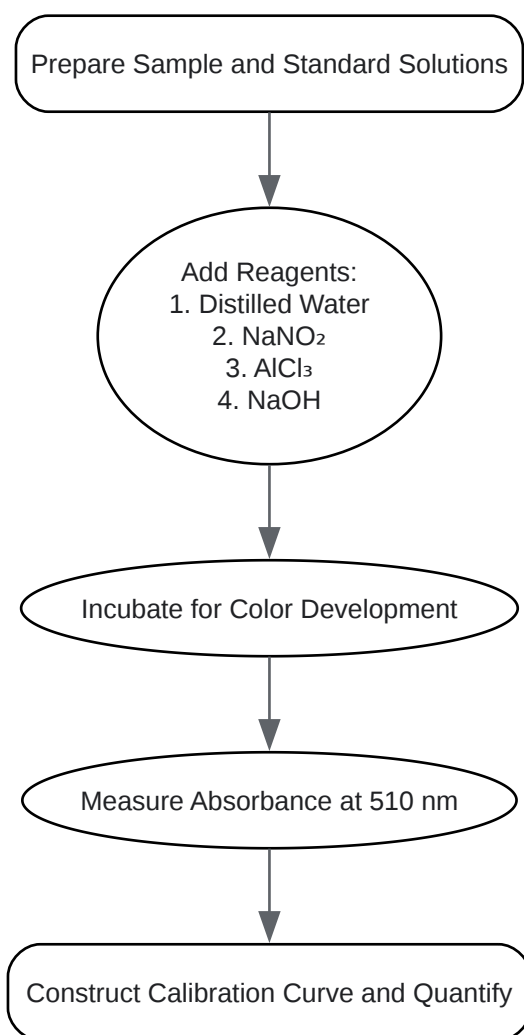 Prepare Sample and Standard Solutions
Add Reagents:
1. Distilled Water
2. NaNO₂
3. AlCl₃
4. NaOH
Incubate for Color Development
Measure Absorbance at 510 nm
Construct Calibration Curve and Quantify